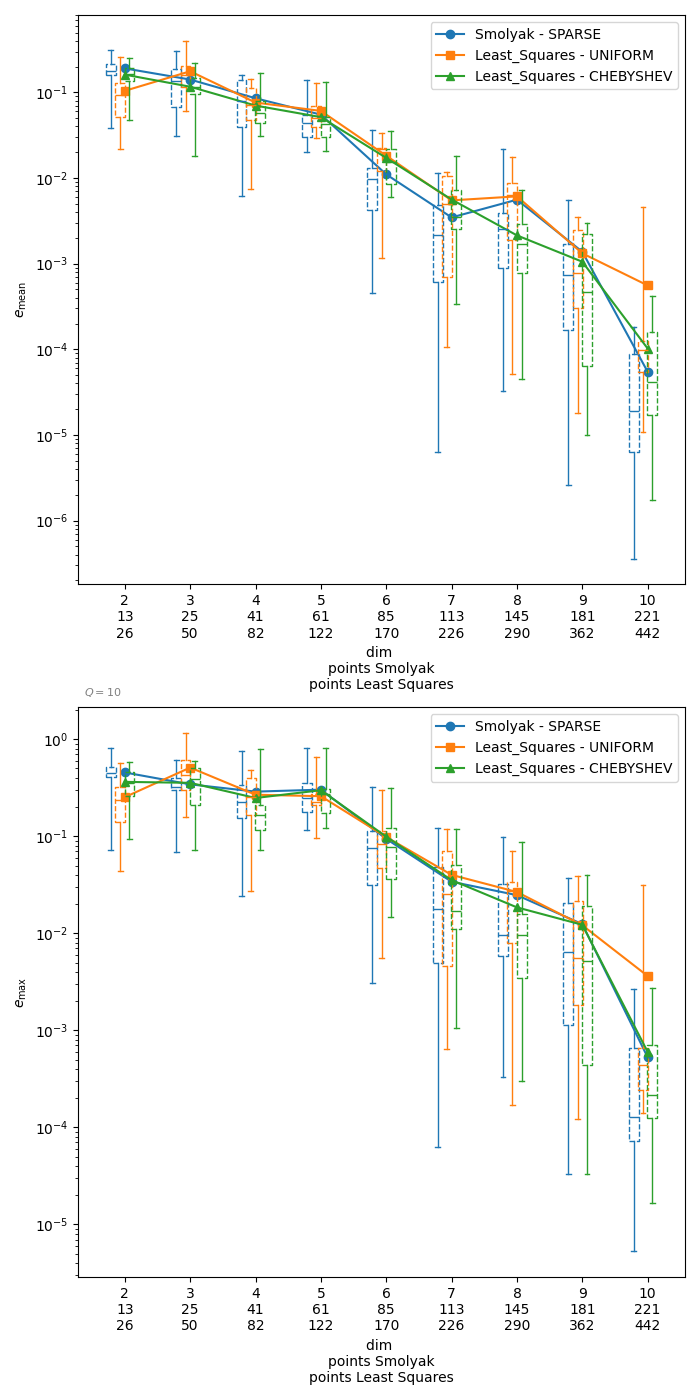 Smolyak - SPARSE
Least_Squares - UNIFORM
Least_Squares - CHEBYSHEV
10⁻¹
10⁻²
10⁻³
10⁻⁴
10⁻⁵
10⁻⁶
e_mean
2 3 4 5 6 7 8 9 10
13 25 41 61 85 113 145 181 221
26 50 82 122 170 226 290 362 442
dim
points Smolyak
points Least Squares
Q = 10
Smolyak - SPARSE
Least_Squares - UNIFORM
Least_Squares - CHEBYSHEV
10⁰
10⁻¹
10⁻²
10⁻³
10⁻⁴
10⁻⁵
e_max
2 3 4 5 6 7 8 9 10
13 25 41 61 85 113 145 181 221
26 50 82 122 170 226 290 362 442
dim
points Smolyak
points Least Squares